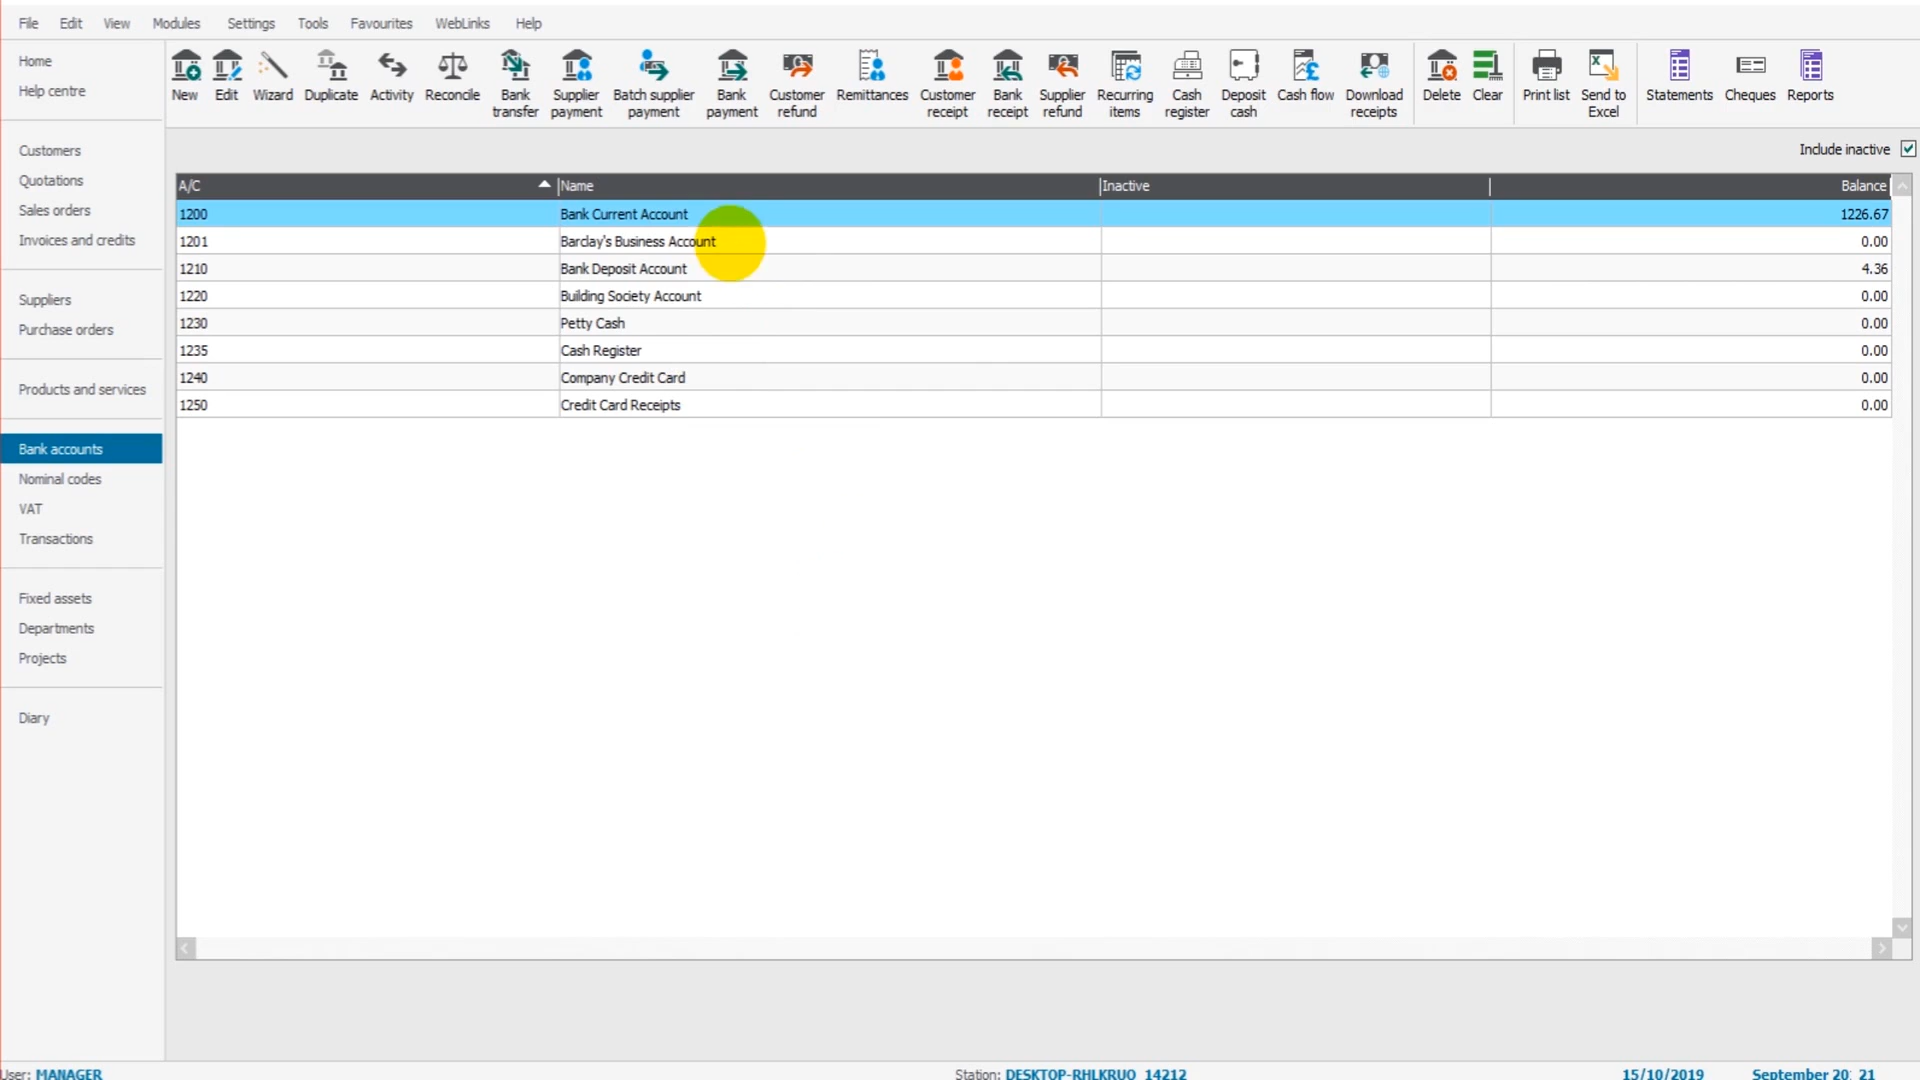 File Edit View Modules Settings Tools Favourites WebLinks Help
Home
Help centre
Customers
Quotations
Sales orders
Invoices and credits
Suppliers
Purchase orders
Products and services
Bank accounts
Nominal codes
VAT
Transactions
Fixed assets
Departments
Projects
Diary
New Edit Wizard Duplicate Activity Reconcile Bank transfer Supplier payment Batch supplier payment Bank payment Customer refund Remittances Customer receipt Bank receipt Supplier refund Recurring items Cash register Deposit cash Cash flow Download receipts Delete Clear Print list Send to Excel Statements Cheques Reports
Include inactive
A/C Name Inactive Balance
1200 Bank Current Account 1226.67
1201 Barclay's Business Account 0.00
1210 Bank Deposit Account 4.36
1220 Building Society Account 0.00
1230 Petty Cash 0.00
1235 Cash Register 0.00
1240 Company Credit Card 0.00
1250 Credit Card Receipts 0.00
User: MANAGER Station: DESKTOP-RHLKRUO_14212 15/10/2019 September 20 21